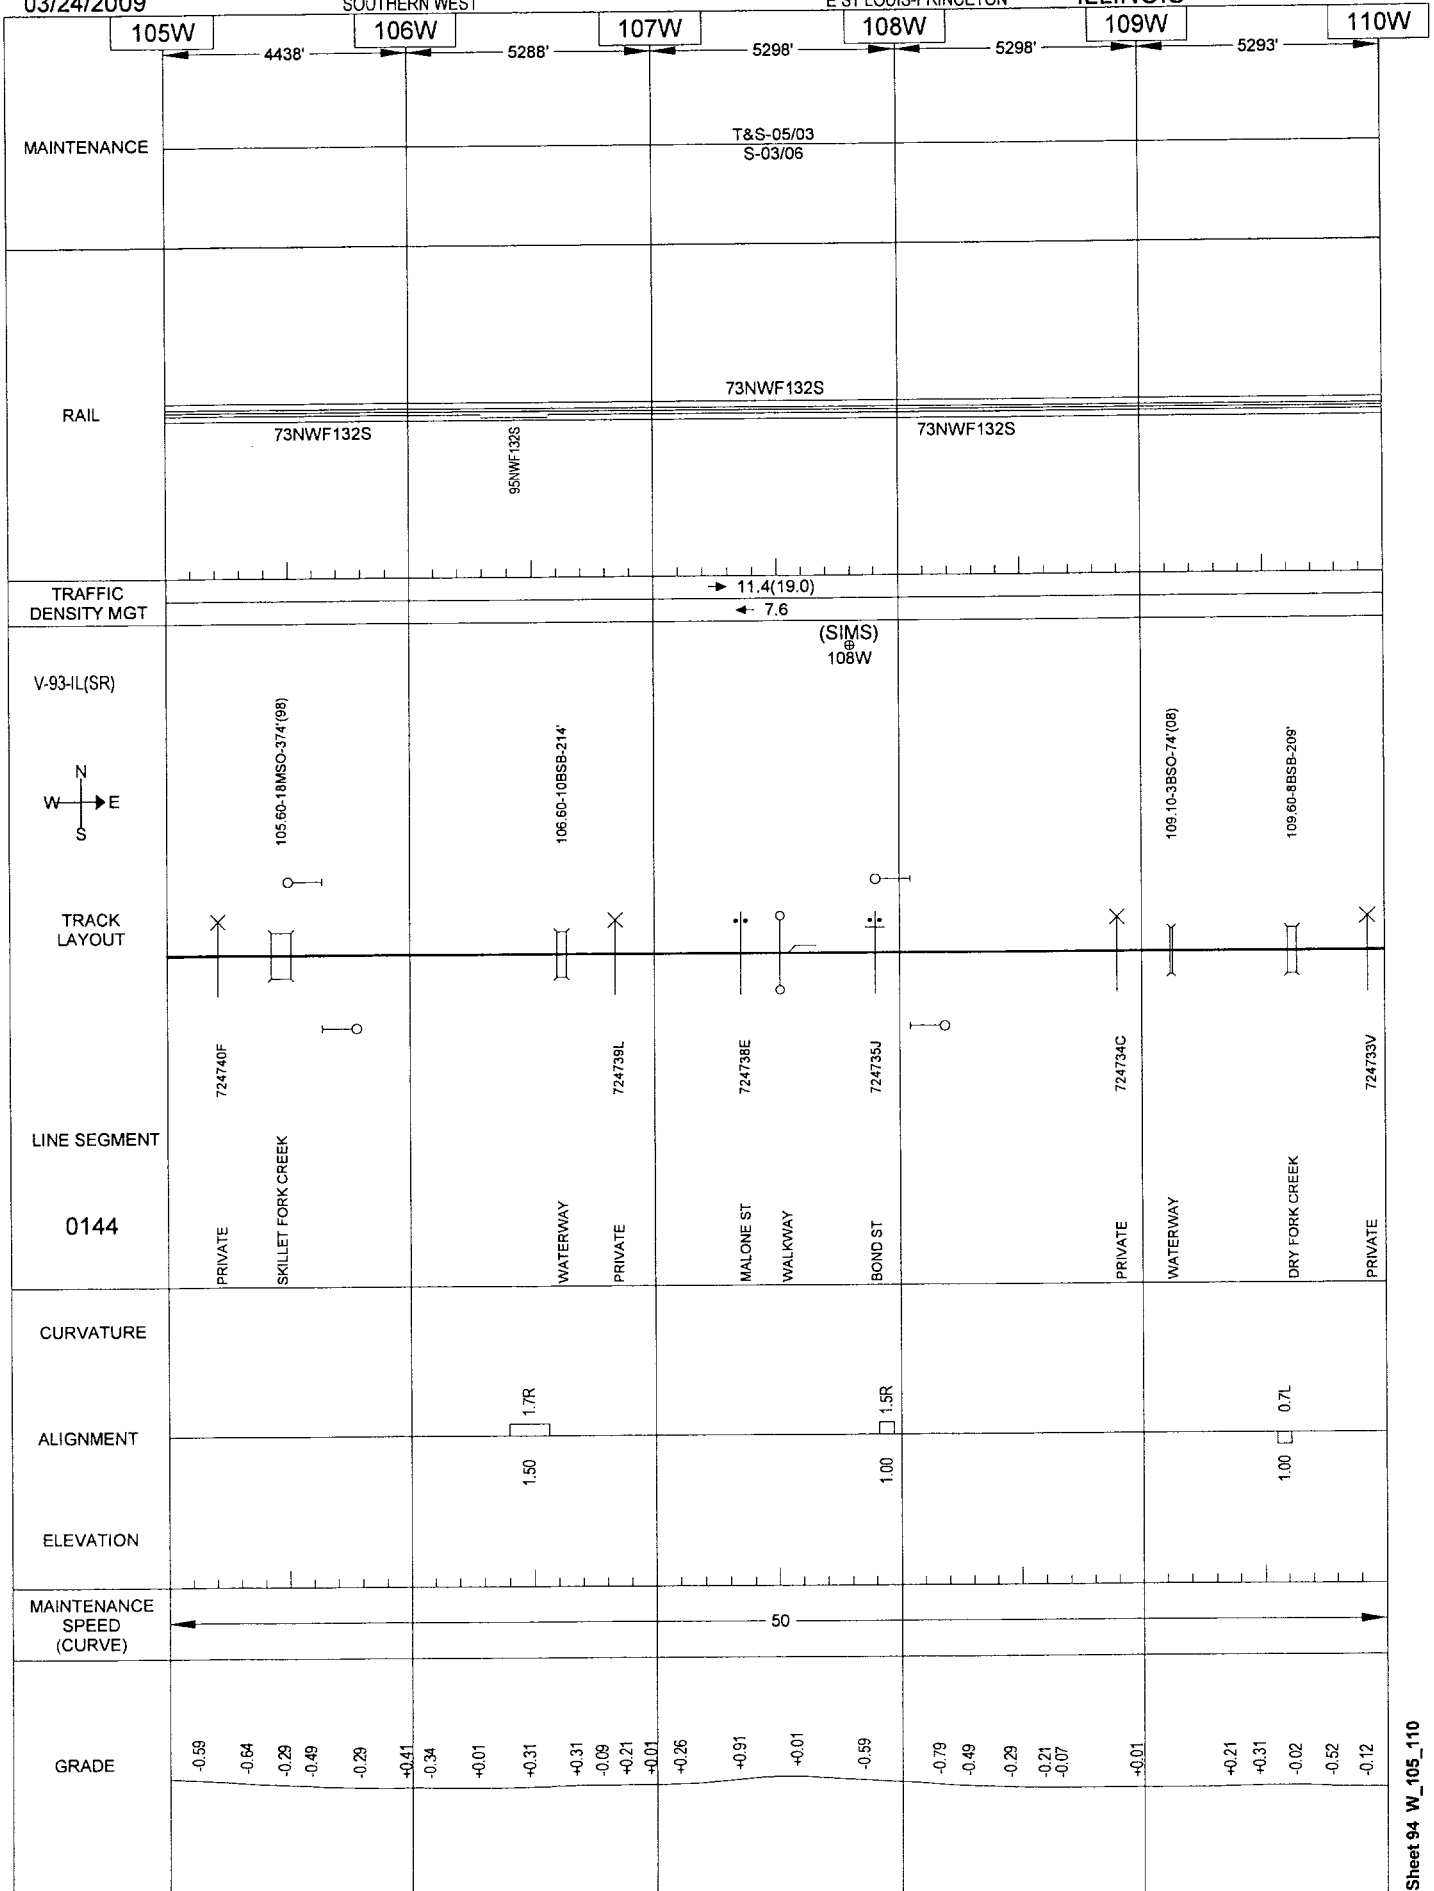 03/24/2009 SOUTHERN WEST E ST LOUIS-PRINCETON ILLINOIS
105W 106W 107W 108W 109W 110W
4438' 5288' 5298' 5298' 5293'
MAINTENANCE
T&S-05/03
S-03/06
RAIL
73NWF132S
73NWF132S 73NWF132S
95NWF132S
TRAFFIC
DENSITY MGT
11.4(19.0)
7.6
(SIMS)
108W
V-93-IL(SR)
N
W E
S
105.60-18MSO-374'(98)
106.60-10BSB-214'
109.10-3BSO-74'(08)
109.60-8BSB-209'
TRACK
LAYOUT
724740F
724739L
724738E
724735J
724734C
724733V
LINE SEGMENT
0144
PRIVATE
SKILLET FORK CREEK
WATERWAY
PRIVATE
MALONE ST
WALKWAY
BOND ST
PRIVATE
WATERWAY
DRY FORK CREEK
PRIVATE
CURVATURE
1.7R
1.5R
0.7L
ALIGNMENT
1.50
1.00
1.00
ELEVATION
MAINTENANCE
SPEED
(CURVE)
50
GRADE
-0.59
-0.64
-0.29
-0.49
-0.29
+0.41
-0.34
+0.01
+0.31
+0.31
-0.09
+0.21
+0.01
+0.26
+0.91
+0.01
-0.59
-0.79
-0.49
-0.29
-0.21
-0.07
+0.01
+0.21
+0.31
-0.02
-0.52
-0.12
Sheet 94 W_105_110